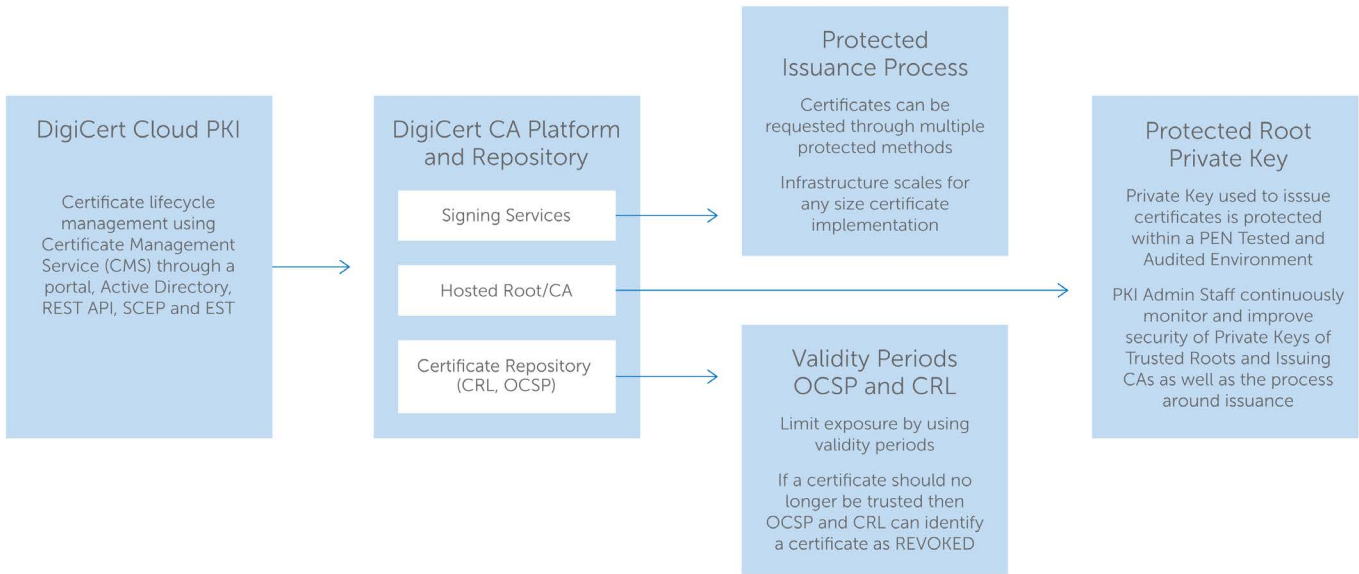 DigiCert Cloud PKI
Certificate lifecycle
management using
Certificate Management
Service (CMS) through a
portal, Active Directory,
REST API, SCEP and EST
DigiCert CA Platform
and Repository
Signing Services
Hosted Root/CA
Certificate Repository
(CRL, OCSP)
Protected
Issuance Process
Certificates can be
requested through multiple
protected methods
Infrastructure scales for
any size certificate
implementation
Validity Periods
OCSP and CRL
Limit exposure by using
validity periods
If a certificate should no
longer be trusted then
OCSP and CRL can identify
a certificate as REVOKED
Protected Root
Private Key
Private Key used to isssue
certificates is protected
within a PEN Tested and
Audited Environment
PKI Admin Staff continuously
monitor and improve
security of Private Keys of
Trusted Roots and Issuing
CAs as well as the process
around issuance